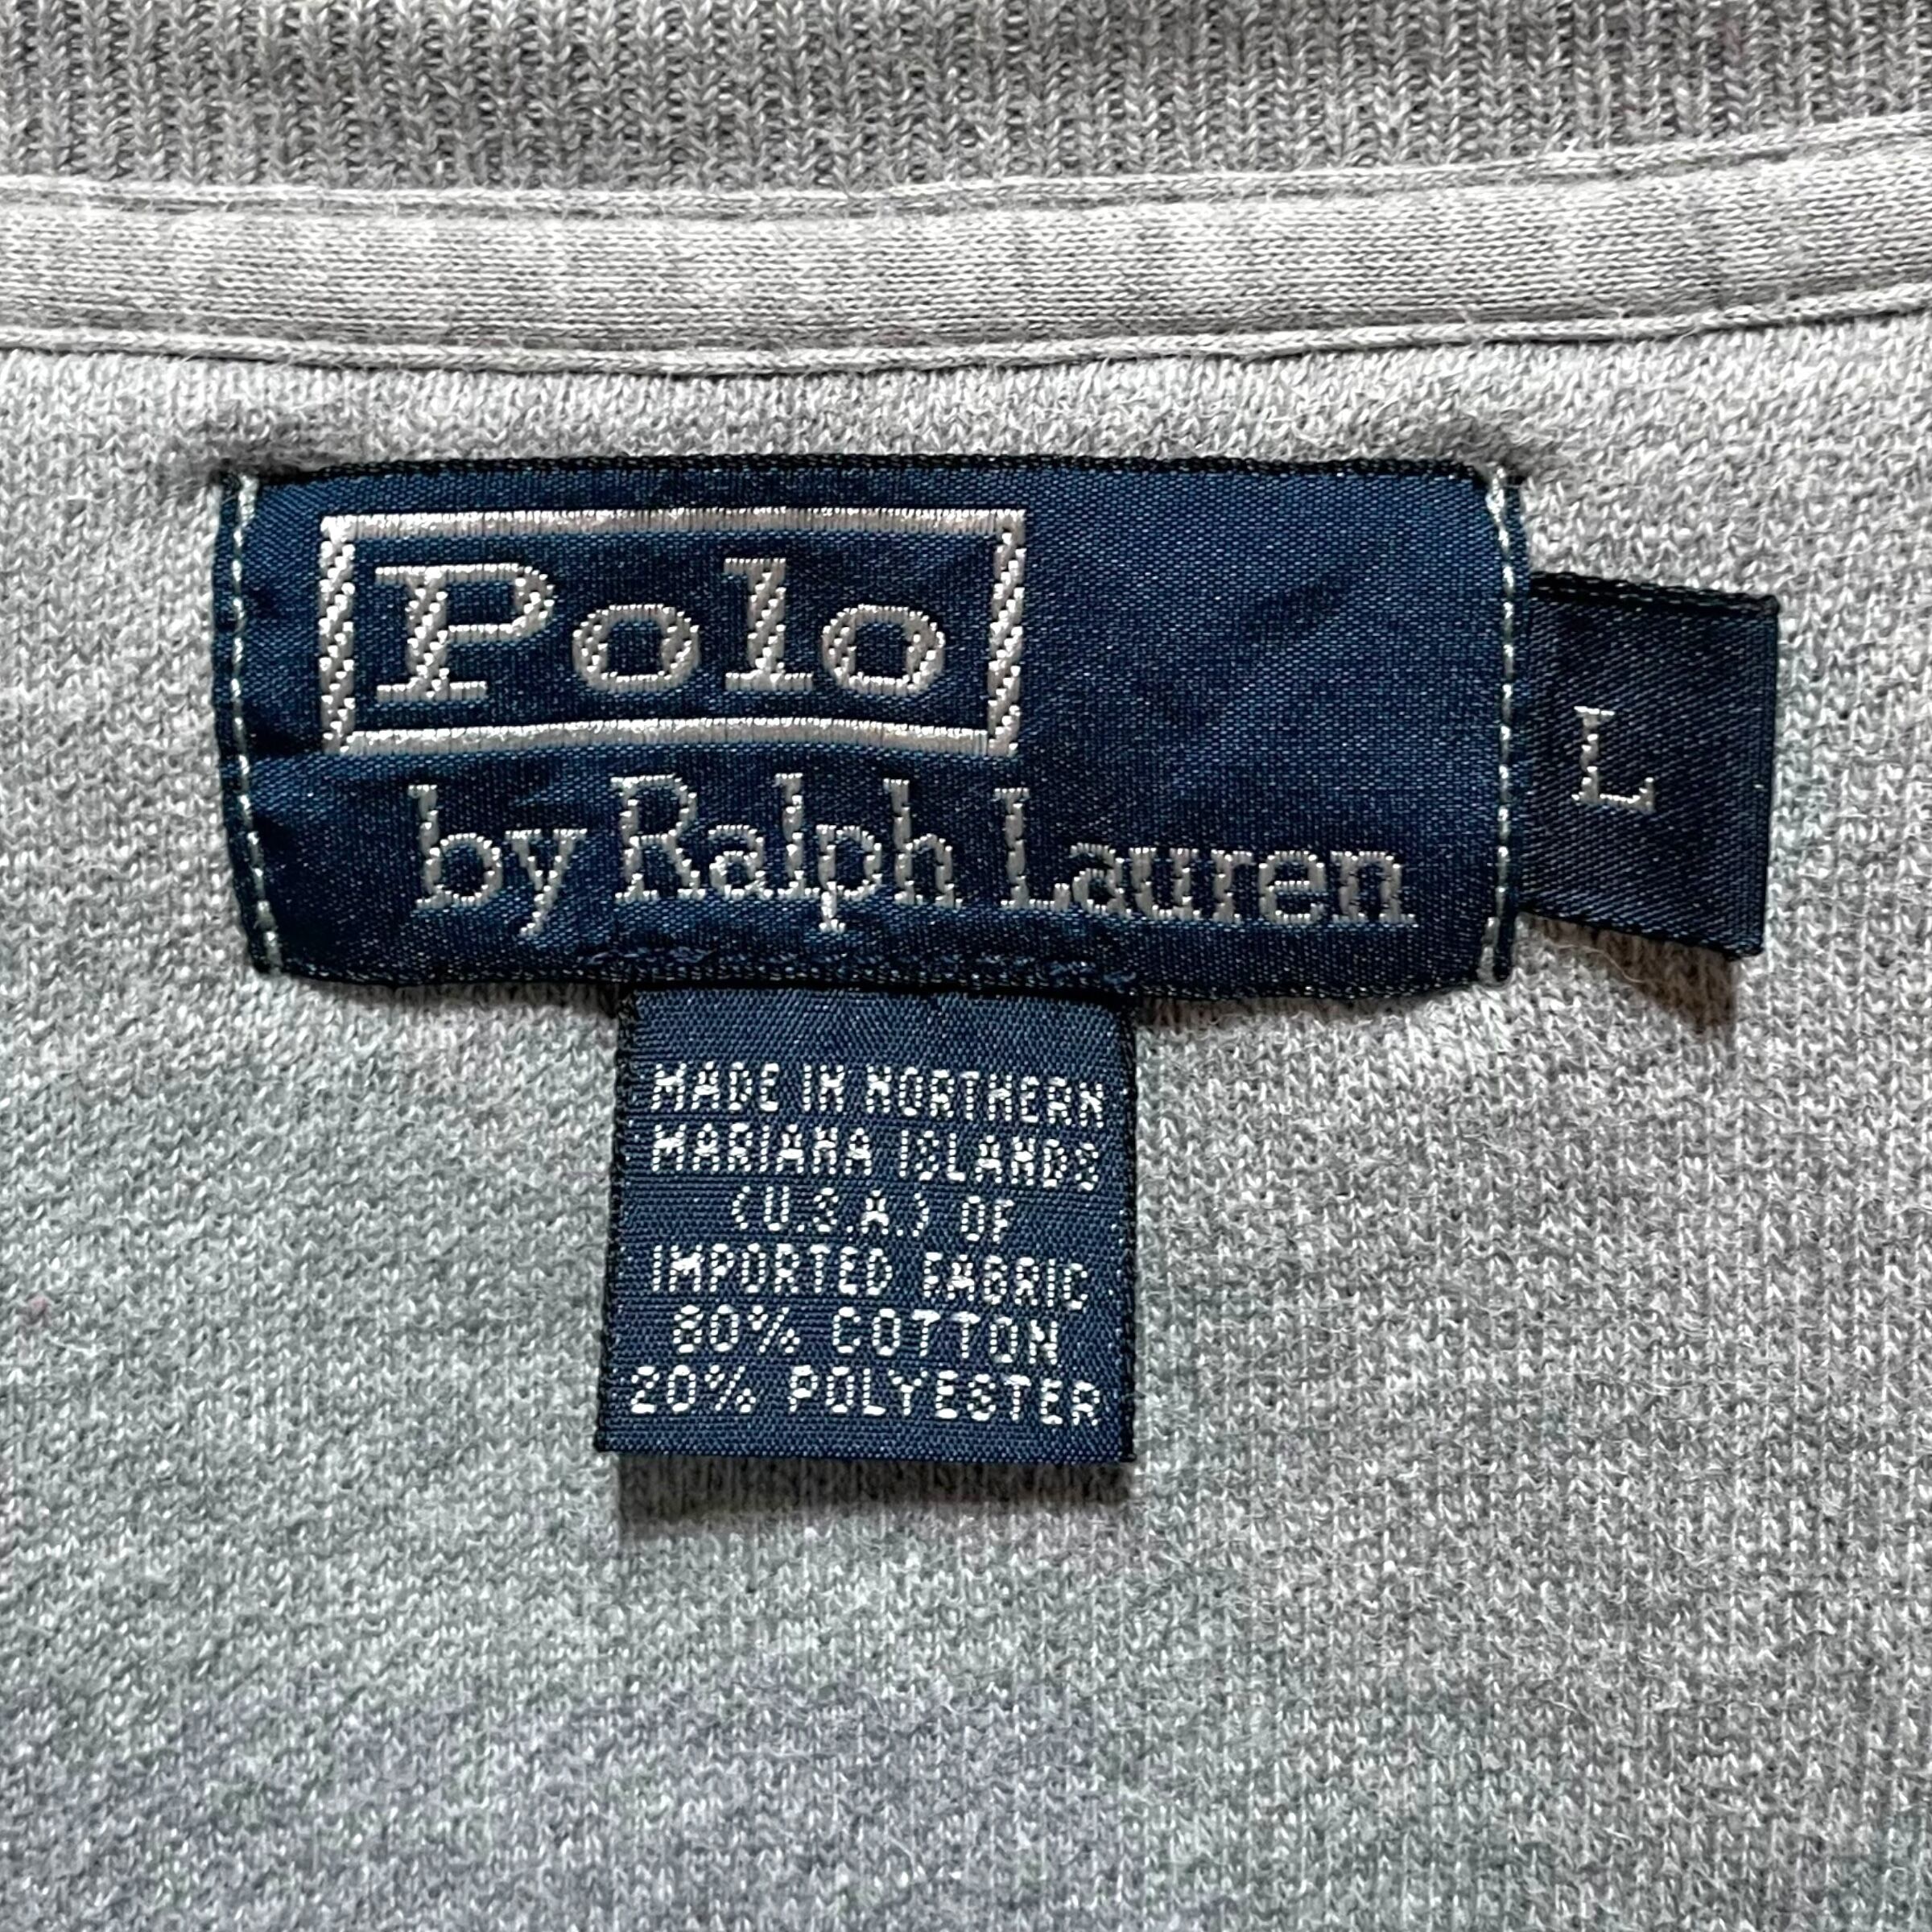 Polo
by Ralph Lauren
L
MADE IN NORTHERN
MARIANA ISLANDS
(U.S.A.) OF
IMPORTED FABRIC
80% COTTON
20% POLYESTER